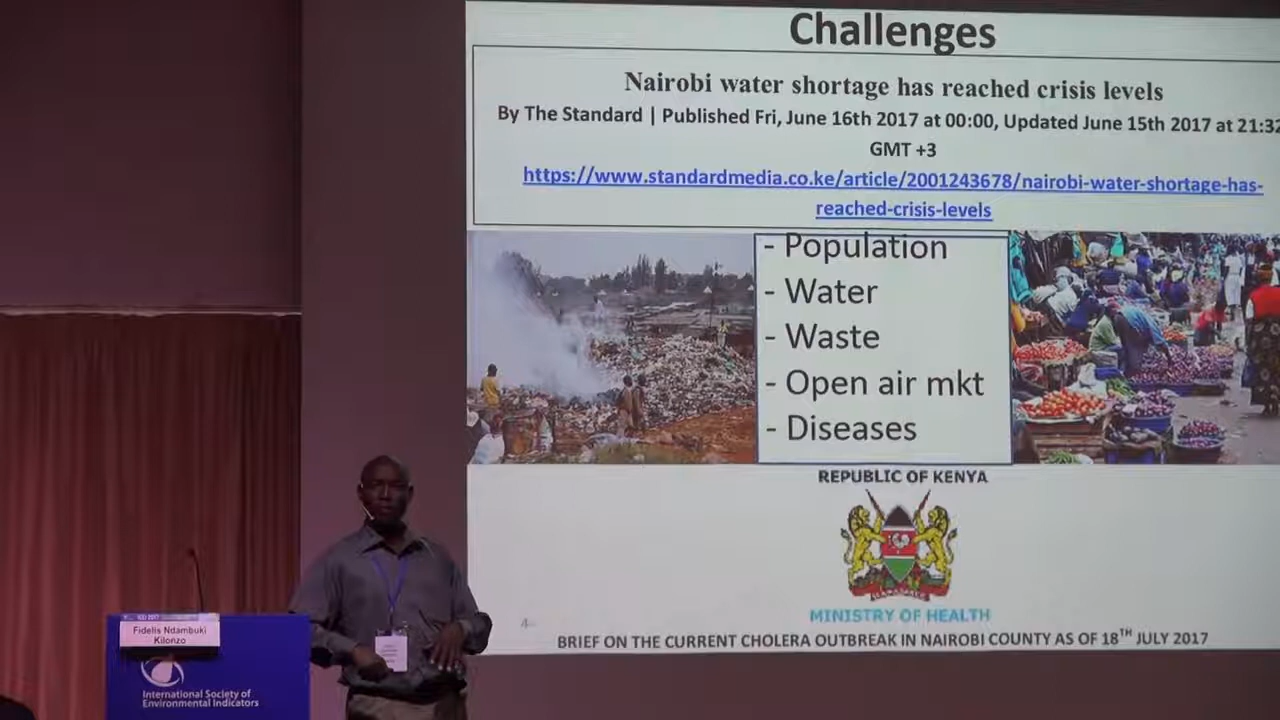 Challenges
Nairobi water shortage has reached crisis levels
By The Standard | Published Fri, June 16th 2017 at 00:00, Updated June 15th 2017 at 21:32
GMT +3
https://www.standardmedia.co.ke/article/2001243678/nairobi-water-shortage-has-
reached-crisis-levels
- Population
- Water
- Waste
- Open air mkt
- Diseases
REPUBLIC OF KENYA
HARAMBEE
MINISTRY OF HEALTH
4
BRIEF ON THE CURRENT CHOLERA OUTBREAK IN NAIROBI COUNTY AS OF 18TH JULY 2017
Fidelis Ndambuki
Kilonzo
International Society of
Environmental Indicators